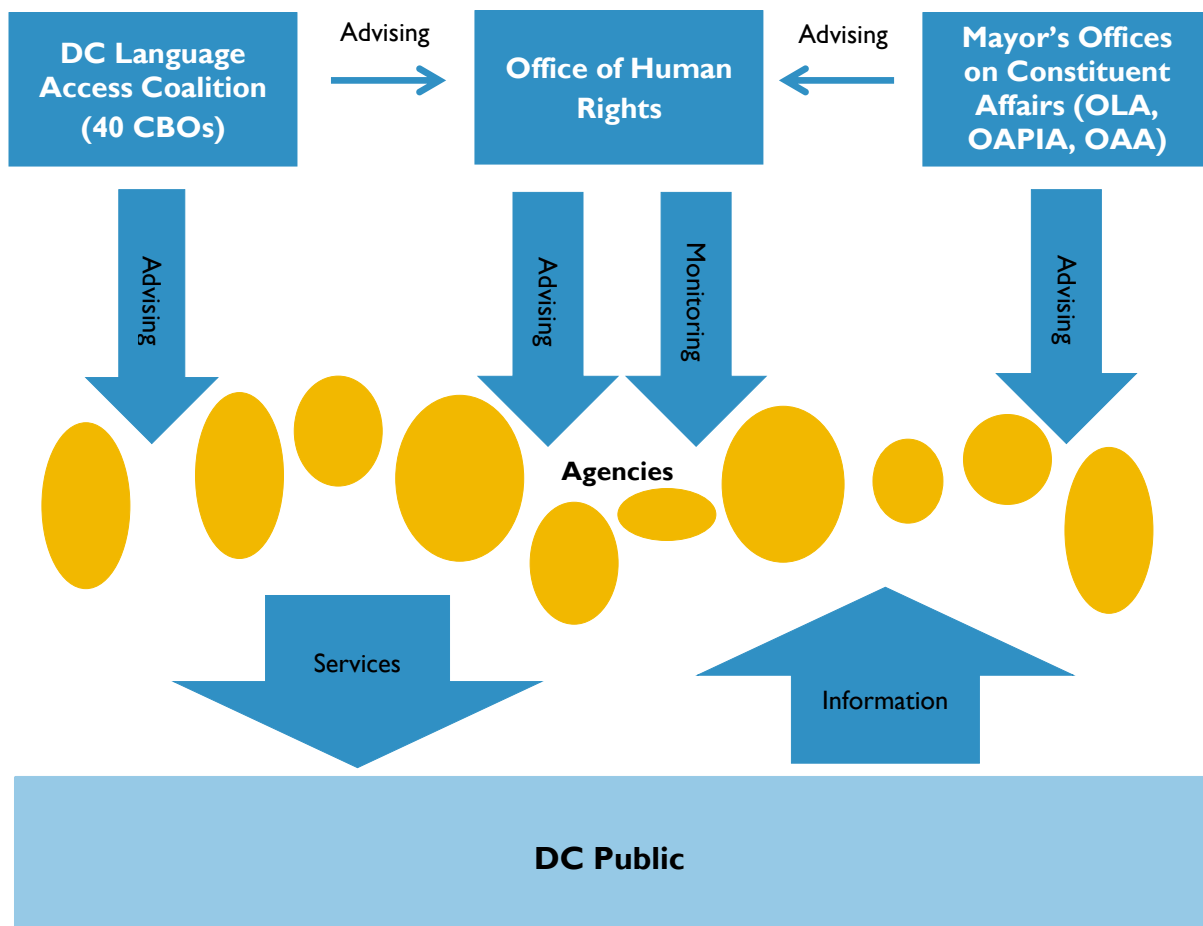 DC Language
Access Coalition
(40 CBOs)
Advising
Office of Human
Rights
Advising
Mayor's Offices
on Constituent
Affairs (OLA,
OAPIA, OAA)
Advising
Advising
Monitoring
Advising
Agencies
Services
Information
DC Public